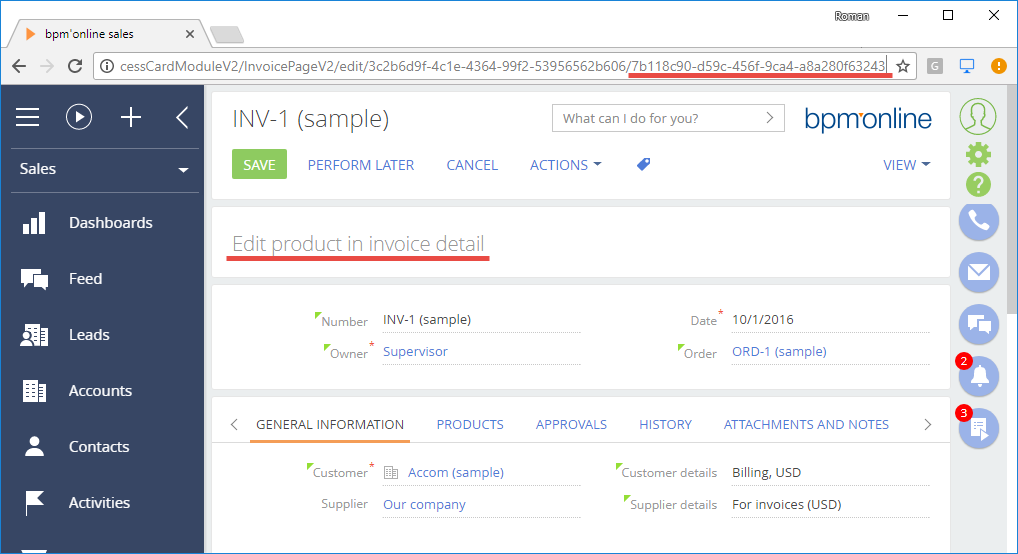 Roman
bpm'online sales
cessCardModuleV2/InvoicePageV2/edit/3c2b6d9f-4c1e-4364-99f2-53956562b606/7b118c90-d59c-456f-9ca4-a8a280f63243
G
INV-1 (sample)
What can I do for you?
bpm'online
SAVE
PERFORM LATER
CANCEL
ACTIONS
VIEW
Sales
Dashboards
Feed
Leads
Accounts
Contacts
Activities
Edit product in invoice detail
Number INV-1 (sample)
Date* 10/1/2016
Owner* Supervisor
Order ORD-1 (sample)
GENERAL INFORMATION
PRODUCTS
APPROVALS
HISTORY
ATTACHMENTS AND NOTES
Customer* Accom (sample)
Customer details Billing, USD
Supplier Our company
Supplier details For invoices (USD)
?
2
3